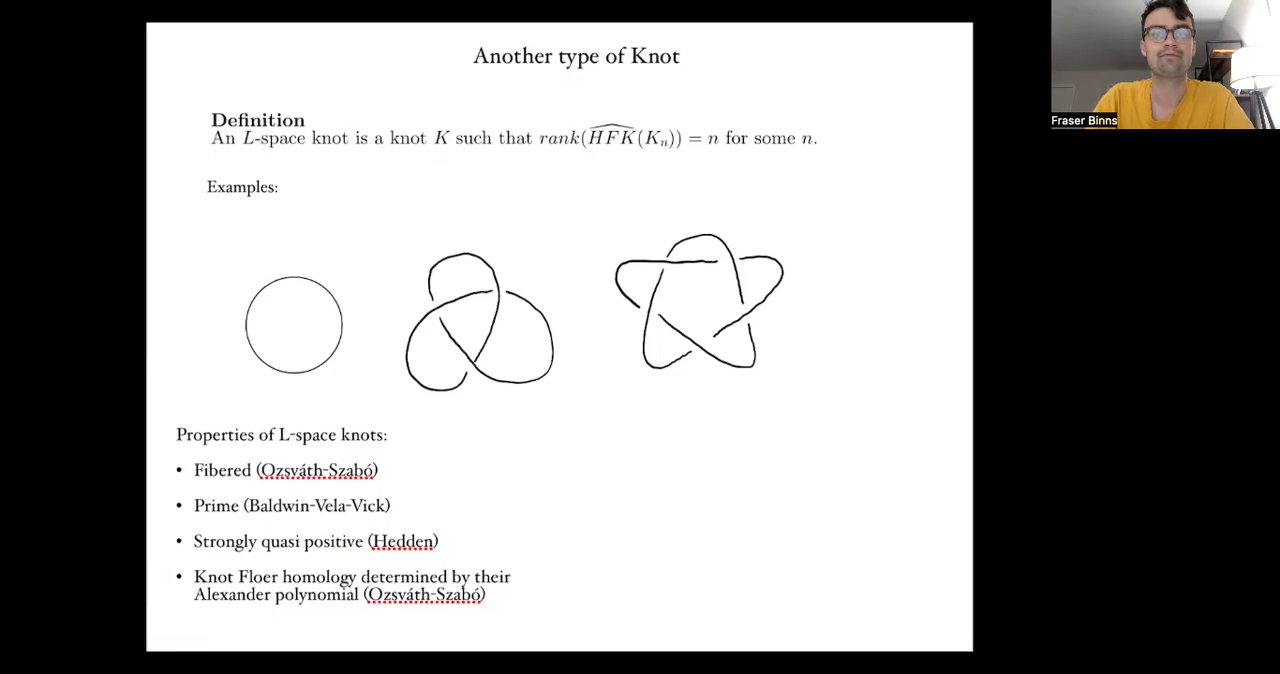 Another type of Knot
Fraser Binns
Definition
An L-space knot is a knot K such that $rank(\widehat{HFK}(K_n)) = n$ for some n.
Examples:
Properties of L-space knots:
• Fibered (Ozsváth-Szabó)
• Prime (Baldwin-Vela-Vick)
• Strongly quasi positive (Hedden)
• Knot Floer homology determined by their
Alexander polynomial (Ozsváth-Szabó)